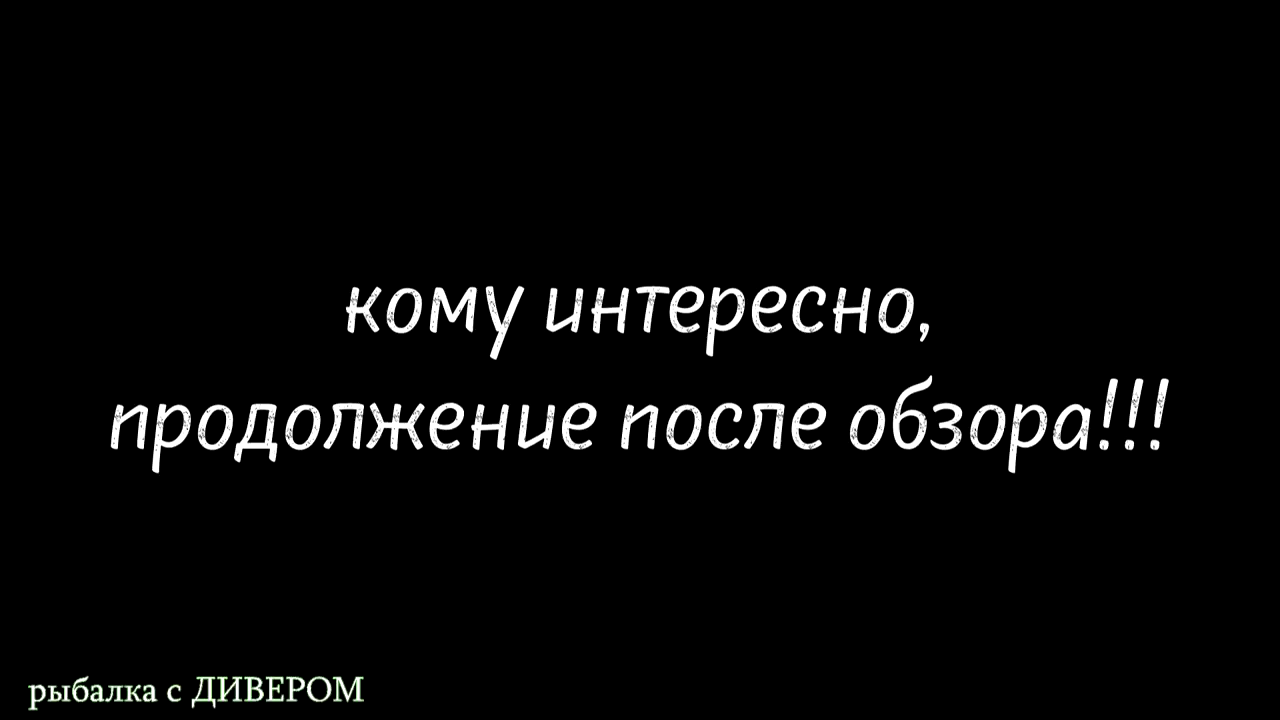 кому интересно,
продолжение после обзора!!!
рыбалка с ДИВЕРОМ